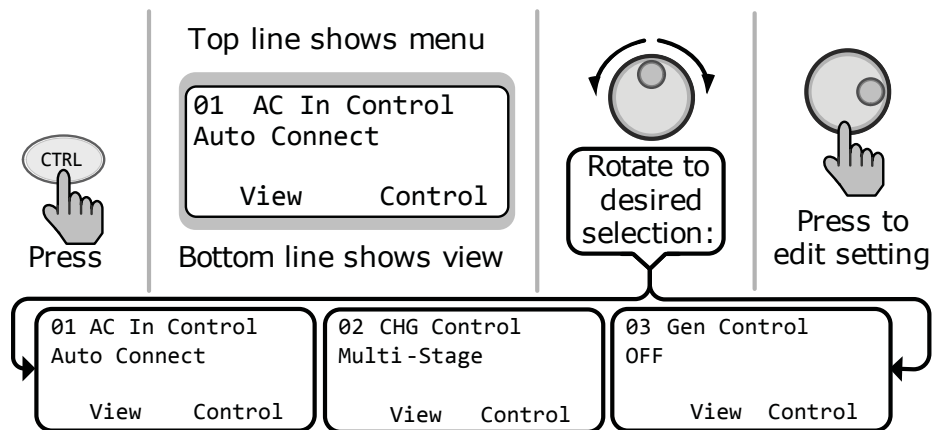 Top line shows menu
01 AC In Control
Auto Connect
View Control
Bottom line shows view
CTRL
Press
Rotate to
desired
selection:
Press to
edit setting
01 AC In Control
Auto Connect
View Control
02 CHG Control
Multi-Stage
View Control
03 Gen Control
OFF
View Control